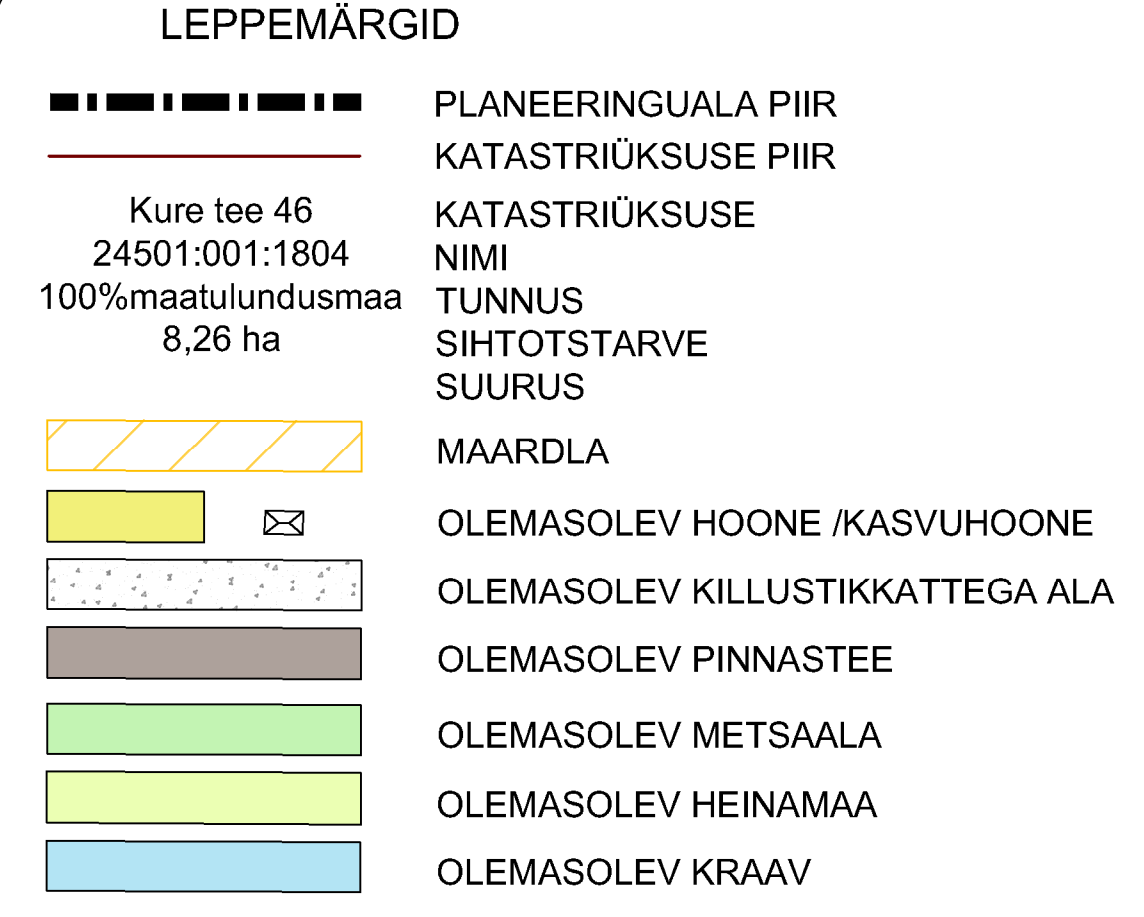 LEPPEMÄRGID
PLANEERINGUALA PIIR
KATASTRIÜKSUSE PIIR
Kure tee 46
24501:001:1804
100%maatulundusmaa
8,26 ha
KATASTRIÜKSUSE
NIMI
TUNNUS
SIHTOTSTARVE
SUURUS
MAARDLA
OLEMASOLEV HOONE /KASVUHOONE
OLEMASOLEV KILLUSTIKKATTEGA ALA
OLEMASOLEV PINNASTEE
OLEMASOLEV METSAALA
OLEMASOLEV HEINAMAA
OLEMASOLEV KRAAV